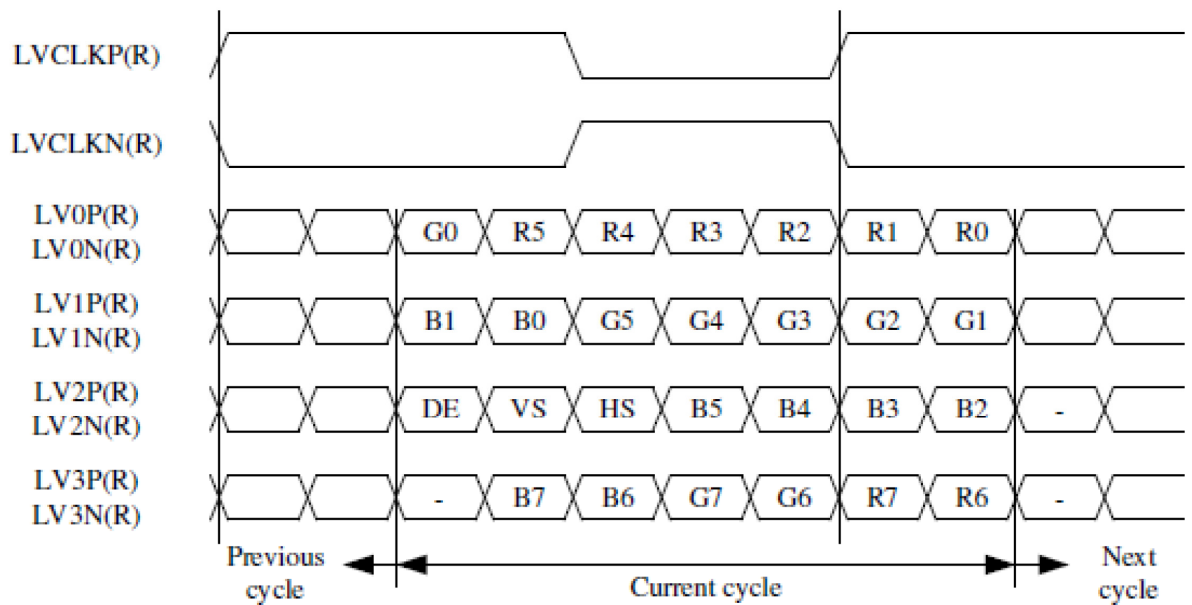 LVCLKP(R)
LVCLKN(R)
LV0P(R)
LV0N(R)
G0 R5 R4 R3 R2 R1 R0
LV1P(R)
LV1N(R)
B1 B0 G5 G4 G3 G2 G1
LV2P(R)
LV2N(R)
DE VS HS B5 B4 B3 B2 -
LV3P(R)
LV3N(R)
- B7 B6 G7 G6 R7 R6 -
Previous
cycle
Current cycle
Next
cycle